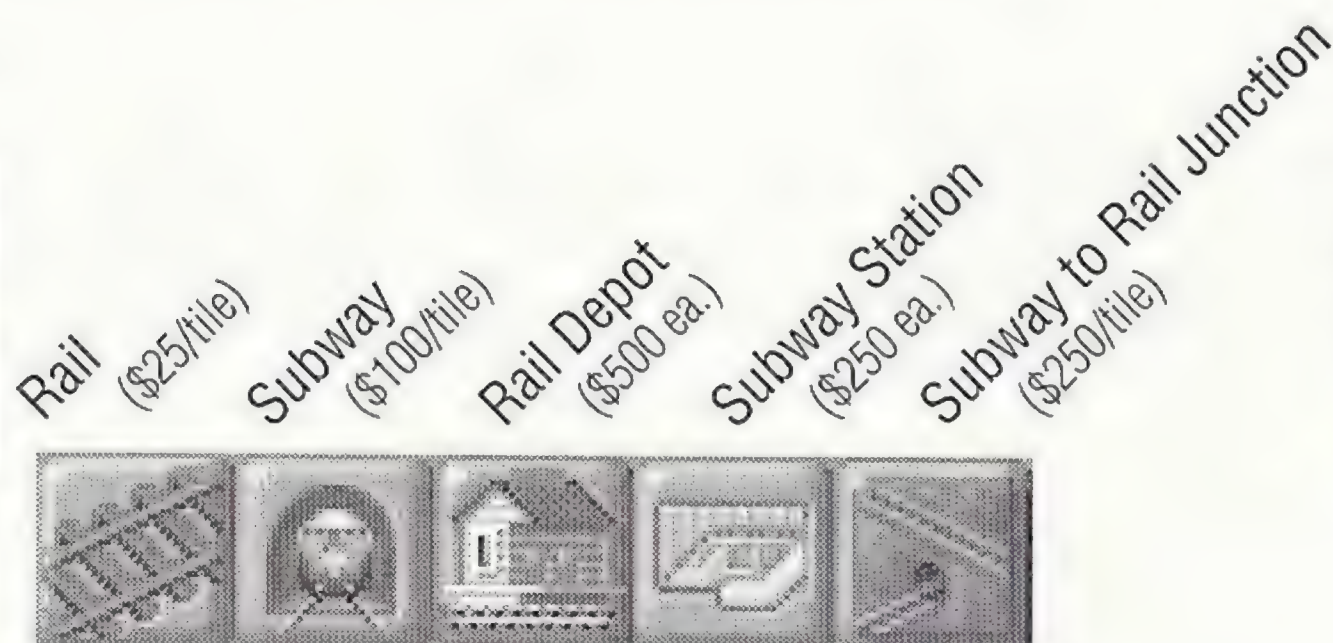 Rail
($25/tile)
Subway
($100/tile)
Rail Depot
($500 ea.)
Subway Station
($250 ea.)
Subway to Rail Junction
($250/tile)